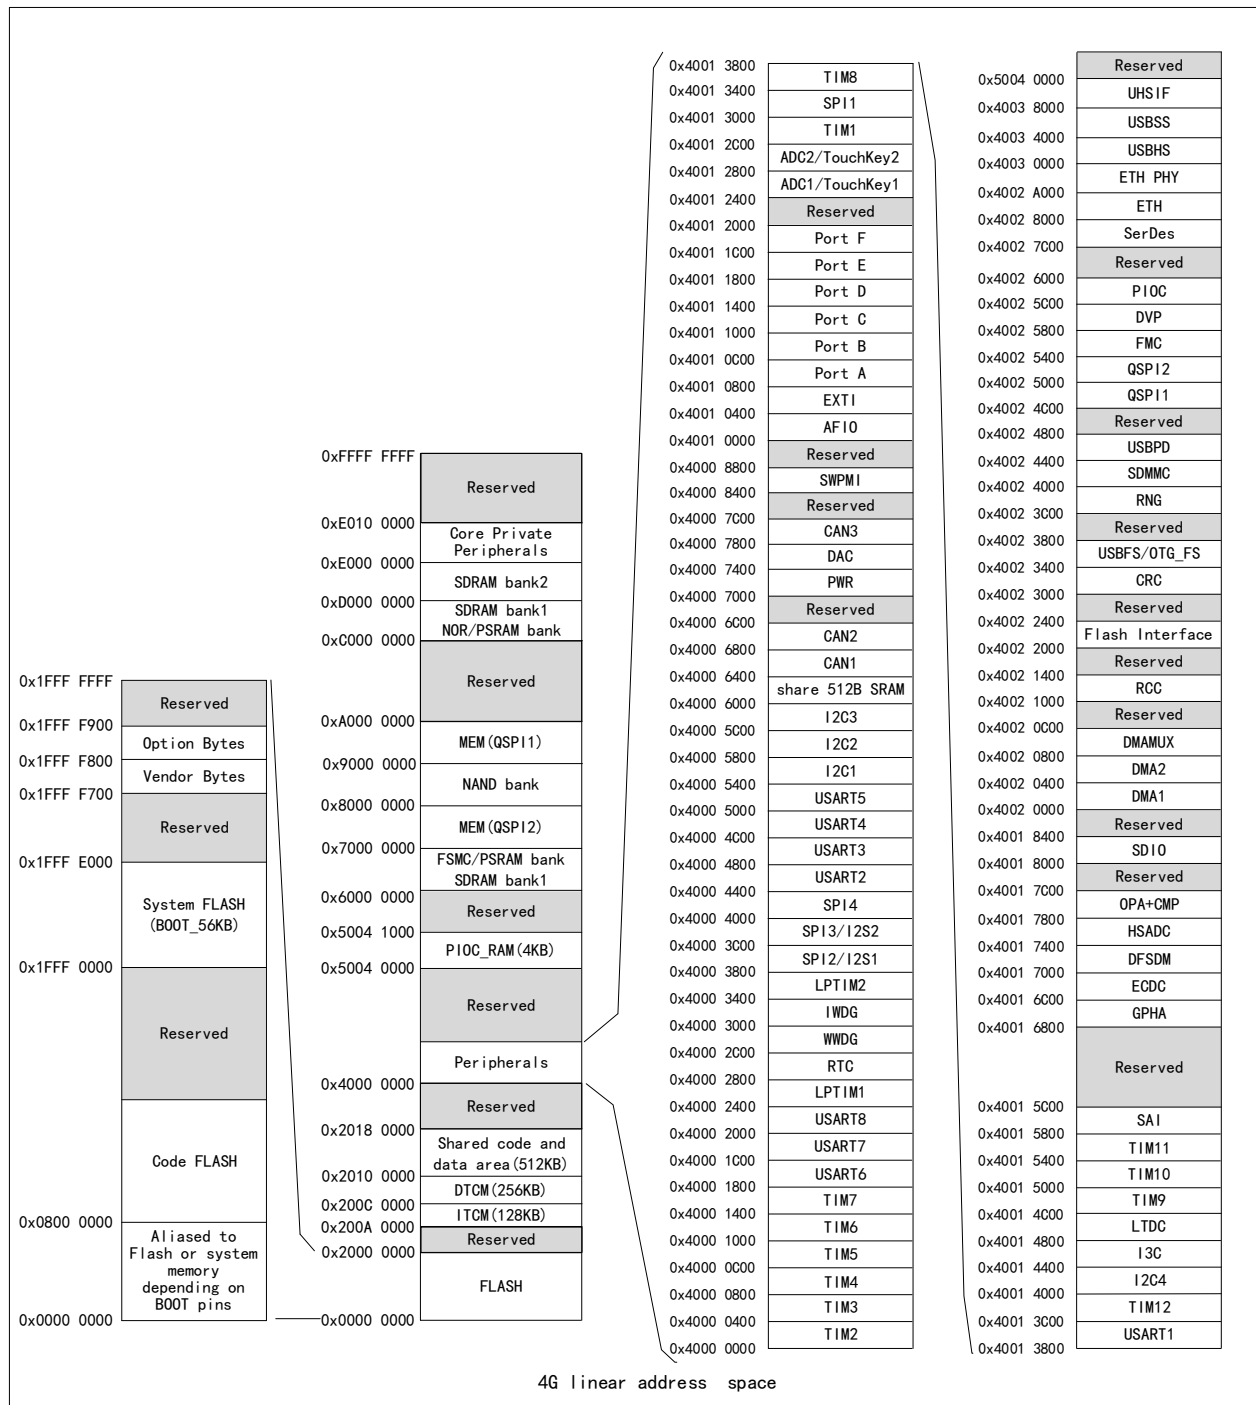 0x1FFF FFFF
Reserved
0x1FFF F900
Option Bytes
0x1FFF F800
Vendor Bytes
0x1FFF F700
Reserved
0x1FFF E000
System FLASH
(BOOT_56KB)
0x1FFF 0000
Reserved
Code FLASH
0x0800 0000
Aliased to
Flash or system
memory
depending on
BOOT pins
0x0000 0000
0xFFFF FFFF
Reserved
0xE010 0000
Core Private
Peripherals
0xE000 0000
SDRAM bank2
0xD000 0000
SDRAM bank1
NOR/PSRAM bank
0xC000 0000
Reserved
0xA000 0000
MEM(QSPI1)
0x9000 0000
NAND bank
0x8000 0000
MEM(QSPI2)
0x7000 0000
FSMC/PSRAM bank
SDRAM bank1
0x6000 0000
Reserved
0x5004 1000
PIOC_RAM(4KB)
0x5004 0000
Reserved
Peripherals
0x4000 0000
Reserved
0x2018 0000
Shared code and
data area(512KB)
0x2010 0000
DTCM(256KB)
0x200C 0000
ITCM(128KB)
0x200A 0000
Reserved
0x2000 0000
FLASH
0x0000 0000
0x4001 3800
TIM8
0x4001 3400
SPI1
0x4001 3000
TIM1
0x4001 2C00
ADC2/TouchKey2
0x4001 2800
ADC1/TouchKey1
0x4001 2400
Reserved
0x4001 2000
Port F
0x4001 1C00
Port E
0x4001 1800
Port D
0x4001 1400
Port C
0x4001 1000
Port B
0x4001 0C00
Port A
0x4001 0800
EXTI
0x4001 0400
AFIO
0x4001 0000
Reserved
0x4000 8800
SWPMI
0x4000 8400
Reserved
0x4000 7C00
CAN3
0x4000 7800
DAC
0x4000 7400
PWR
0x4000 7000
Reserved
0x4000 6C00
CAN2
0x4000 6800
CAN1
0x4000 6400
share 512B SRAM
0x4000 6000
I2C3
0x4000 5C00
I2C2
0x4000 5800
I2C1
0x4000 5400
USART5
0x4000 5000
USART4
0x4000 4C00
USART3
0x4000 4800
USART2
0x4000 4400
SPI4
0x4000 4000
SPI3/I2S2
0x4000 3C00
SPI2/I2S1
0x4000 3800
LPTIM2
0x4000 3400
IWDG
0x4000 3000
WWDG
0x4000 2C00
RTC
0x4000 2800
LPTIM1
0x4000 2400
USART8
0x4000 2000
USART7
0x4000 1C00
USART6
0x4000 1800
TIM7
0x4000 1400
TIM6
0x4000 1000
TIM5
0x4000 0C00
TIM4
0x4000 0800
TIM3
0x4000 0400
TIM2
0x4000 0000
Reserved
0x5004 0000
UHSIF
0x4003 8000
USBSS
0x4003 4000
USBHS
0x4003 0000
ETH PHY
0x4002 A000
ETH
0x4002 8000
SerDes
0x4002 7C00
Reserved
0x4002 6000
PIOC
0x4002 5C00
DVP
0x4002 5800
FMC
0x4002 5400
QSPI2
0x4002 5000
QSPI1
0x4002 4C00
Reserved
0x4002 4800
USBPD
0x4002 4400
SDMMC
0x4002 4000
RNG
0x4002 3C00
Reserved
0x4002 3800
USBFS/OTG_FS
0x4002 3400
CRC
0x4002 3000
Reserved
0x4002 2400
Flash Interface
0x4002 2000
Reserved
0x4002 1400
RCC
0x4002 1000
Reserved
0x4002 0C00
DMAMUX
0x4002 0800
DMA2
0x4002 0400
DMA1
0x4002 0000
Reserved
0x4001 8400
SDIO
0x4001 8000
Reserved
0x4001 7C00
OPA+CMP
0x4001 7800
HSADC
0x4001 7400
DFSDM
0x4001 7000
ECDC
0x4001 6C00
GPHA
0x4001 6800
Reserved
0x4001 5C00
SAI
0x4001 5800
TIM11
0x4001 5400
TIM10
0x4001 5000
TIM9
0x4001 4C00
LTDC
0x4001 4800
I3C
0x4001 4400
I2C4
0x4001 4000
TIM12
0x4001 3C00
USART1
0x4001 3800
4G linear address space